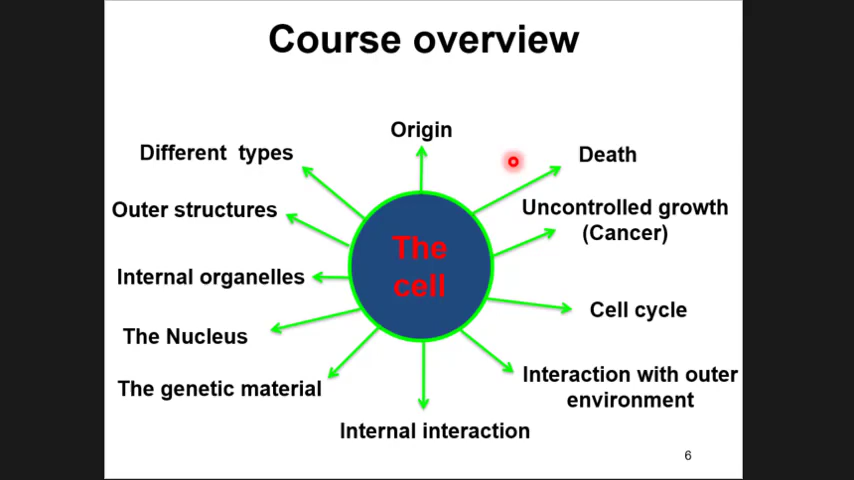 Course overview
Origin
Different types
Death
Outer structures
Uncontrolled growth
(Cancer)
The
cell
Internal organelles
Cell cycle
The Nucleus
The genetic material
Interaction with outer
environment
Internal interaction
6